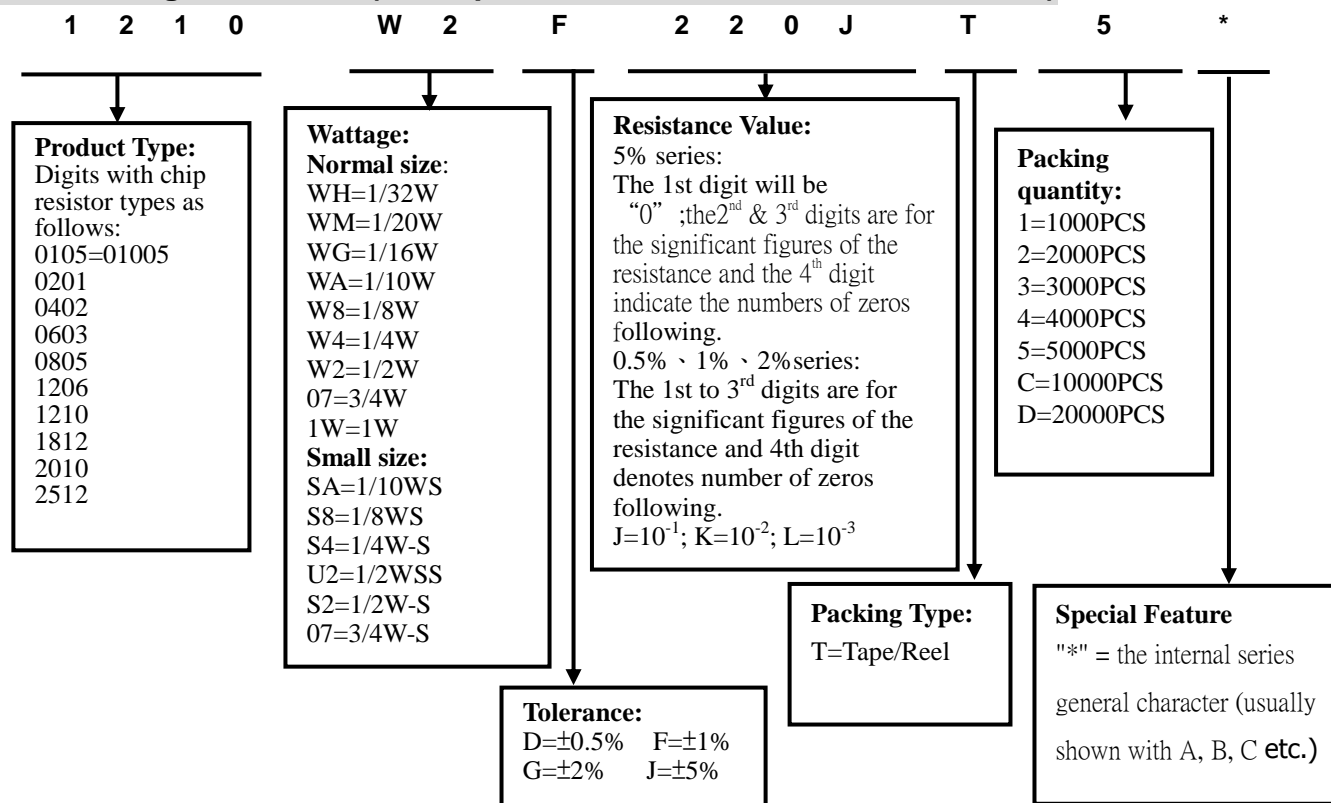 1 2 1 0 W 2 F 2 2 0 J T 5 *
Product Type:
Digits with chip
resistor types as
follows:
0105=01005
0201
0402
0603
0805
1206
1210
1812
2010
2512
Wattage:
Normal size:
WH=1/32W
WM=1/20W
WG=1/16W
WA=1/10W
W8=1/8W
W4=1/4W
W2=1/2W
07=3/4W
1W=1W
Small size:
SA=1/10WS
S8=1/8WS
S4=1/4W-S
U2=1/2WSS
S2=1/2W-S
07=3/4W-S
Tolerance:
D=±0.5% F=±1%
G=±2% J=±5%
Resistance Value:
5% series:
The 1st digit will be
“0” ;the2nd & 3rd digits are for
the significant figures of the
resistance and the 4th digit
indicate the numbers of zeros
following.
0.5%、1%、2%series:
The 1st to 3rd digits are for
the significant figures of the
resistance and 4th digit
denotes number of zeros
following.
J=10-1; K=10-2; L=10-3
Packing Type:
T=Tape/Reel
Packing
quantity:
1=1000PCS
2=2000PCS
3=3000PCS
4=4000PCS
5=5000PCS
C=10000PCS
D=20000PCS
Special Feature
"*" = the internal series
general character (usually
shown with A, B, C etc.)